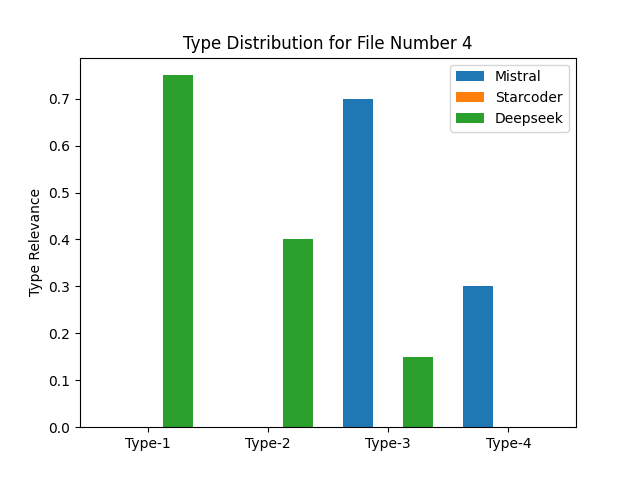 Type Distribution for File Number 4
Mistral
Starcoder
Deepseek
Type Relevance
0.7
0.6
0.5
0.4
0.3
0.2
0.1
0.0
Type-1 Type-2 Type-3 Type-4